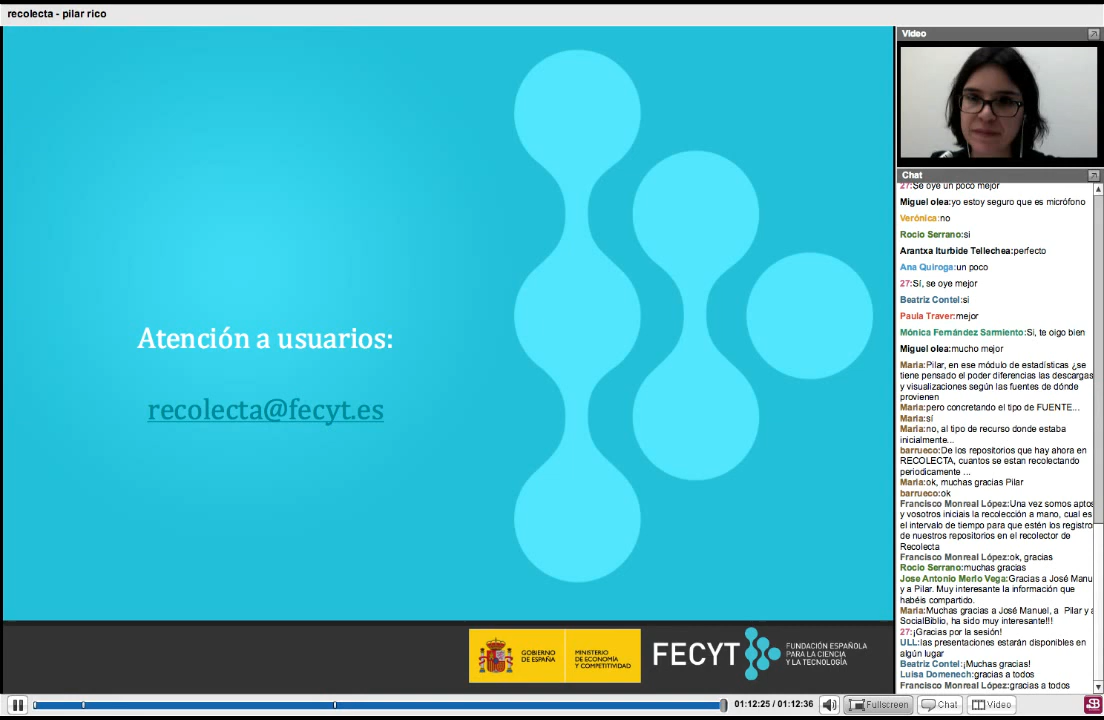 recolecta - pilar rico
Atención a usuarios:
recolecta@fecyt.es
GOBIERNO
DE ESPAÑA
MINISTERIO
DE ECONOMÍA
Y COMPETITIVIDAD
FECYT
FUNDACIÓN ESPAÑOLA
PARA LA CIENCIA
Y LA TECNOLOGÍA
Video
Chat
27:Se oye un poco mejor
Miguel olea:yo estoy seguro que es micrófono
Verónica:no
Rocio Serrano:si
Arantxa Iturbide Tellechea:perfecto
Ana Quiroga:un poco
27:Sí, se oye mejor
Beatriz Contel:si
Paula Traver:mejor
Mónica Fernández Sarmiento:Si, te oigo bien
Miguel olea:mucho mejor
Maria:Pilar, en ese módulo de estadísticas ¿se
tiene pensado el poder diferencias las descargas
y visualizaciones según las fuentes de dónde
provienen
Maria:pero concretando el tipo de FUENTE...
Maria:sí
Maria:no, al tipo de recurso donde estaba
inicialmente...
barrueco:De los repositorios que hay ahora en
RECOLECTA, cuantos se estan recolectando
periodicamente ...
Maria:ok, muchas gracias Pilar
barrueco:ok
Francisco Monreal López:Una vez somos aptos
y vosotros iniciais la recolección a mano, cual es
el intervalo de tiempo para que estén los registro
de nuestros repositorios en el recolector de
Recolecta
Francisco Monreal López:ok, gracias
Rocio Serrano:muchas gracias
Jose Antonio Merlo Vega:Gracias a José Manu
y a Pilar. Muy interesante la información que
habéis compartido.
Maria:Muchas gracias a José Manuel, a Pilar y a
SocialBiblio, ha sido muy interesante!!!
27:¡Gracias por la sesión!
ULL:las presentaciones estarán disponibles en
algún lugar
Beatriz Contel:¡Muchas gracias!
Luisa Domenech:gracias a todos
Francisco Monreal López:gracias a todos
01:12:25 / 01:12:36
Fullscreen
Chat
Video
SB